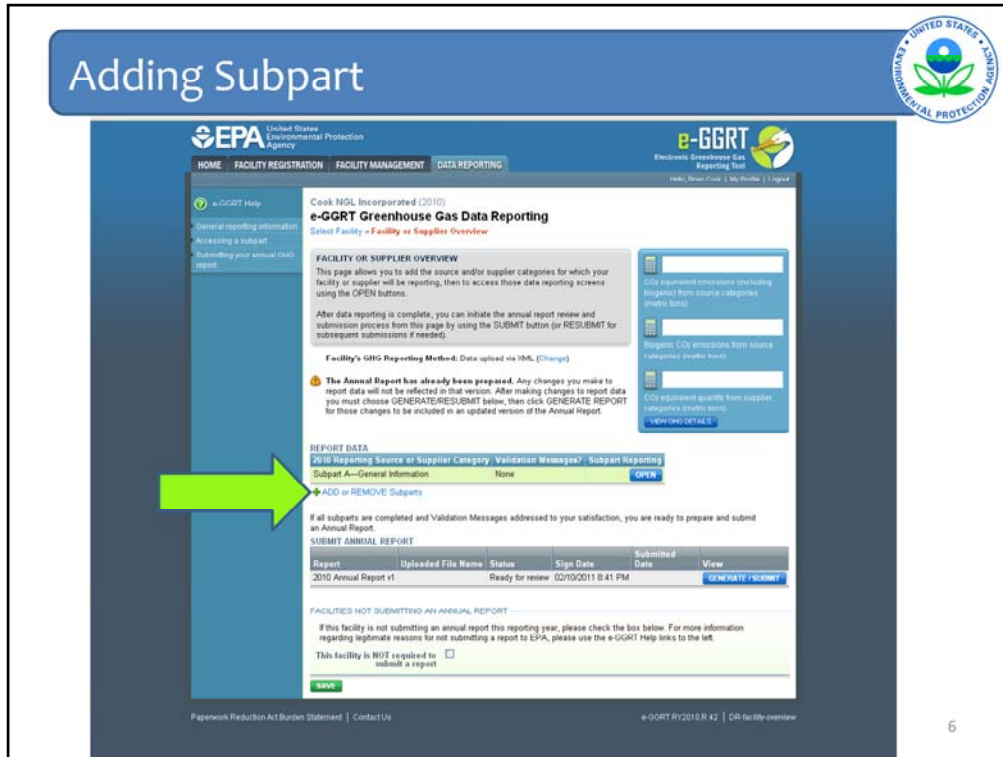 Adding Subpart
UNITED STATES
ENVIRONMENTAL PROTECTION AGENCY
EPA United States
Environmental Protection
Agency
e-GGRT
Electronic Greenhouse Gas
Reporting Tool
HOME FACILITY REGISTRATION FACILITY MANAGEMENT DATA REPORTING
Hello, Brian Cook | My Profile | Logout
e-GGRT Help
General reporting information
Accessing a subpart
Submitting your annual GHG
report
Cook NGL Incorporated (2010)
e-GGRT Greenhouse Gas Data Reporting
Select Facility » Facility or Supplier Overview
FACILITY OR SUPPLIER OVERVIEW
This page allows you to add the source and/or supplier categories for which your
facility or supplier will be reporting, then to access those data reporting screens
using the OPEN buttons.
After data reporting is complete, you can initiate the annual report review and
submission process from this page by using the SUBMIT button (or RESUBMIT for
subsequent submissions if needed).
CO2 equivalent emissions (excluding
biogenic) from source categories
(metric tons)
Biogenic CO2 emissions from source
categories (metric tons)
CO2 equivalent quantity from supplier
categories (metric tons)
VIEW GHG DETAILS
Facility's GHG Reporting Method: Data upload via XML (Change)
The Annual Report has already been prepared. Any changes you make to
report data will not be reflected in that version. After making changes to report data
you must choose GENERATE/RESUBMIT below, then click GENERATE REPORT
for those changes to be included in an updated version of the Annual Report.
REPORT DATA
2010 Reporting Source or Supplier Category Validation Messages? Subpart Reporting
Subpart A—General Information None OPEN
ADD or REMOVE Subparts
If all subparts are completed and Validation Messages addressed to your satisfaction, you are ready to prepare and submit
an Annual Report.
SUBMIT ANNUAL REPORT
Report Uploaded File Name Status Sign Date Submitted Date View
2010 Annual Report v1 Ready for review 02/10/2011 8:41 PM GENERATE / SUBMIT
FACILITIES NOT SUBMITTING AN ANNUAL REPORT
If this facility is not submitting an annual report this reporting year, please check the box below. For more information
regarding legitimate reasons for not submitting a report to EPA, please use the e-GGRT Help links to the left.
This facility is NOT required to
submit a report
SAVE
Paperwork Reduction Act Burden Statement | Contact Us
e-GGRT RY2010.R.42 | DR-facility-overview
6